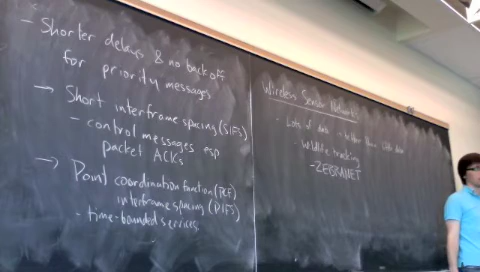 - Shorter delays & no backoff
for priority messages
→ Short interframe spacing (SIFS)
- control messages esp.
packet ACKs
→ Point coordination function (PCF)
interframe spacing (PIFS)
- time-bounded services
Wireless Sensor Networks
- Lots of data → better than little data
- wildlife tracking
- ZEBRANET